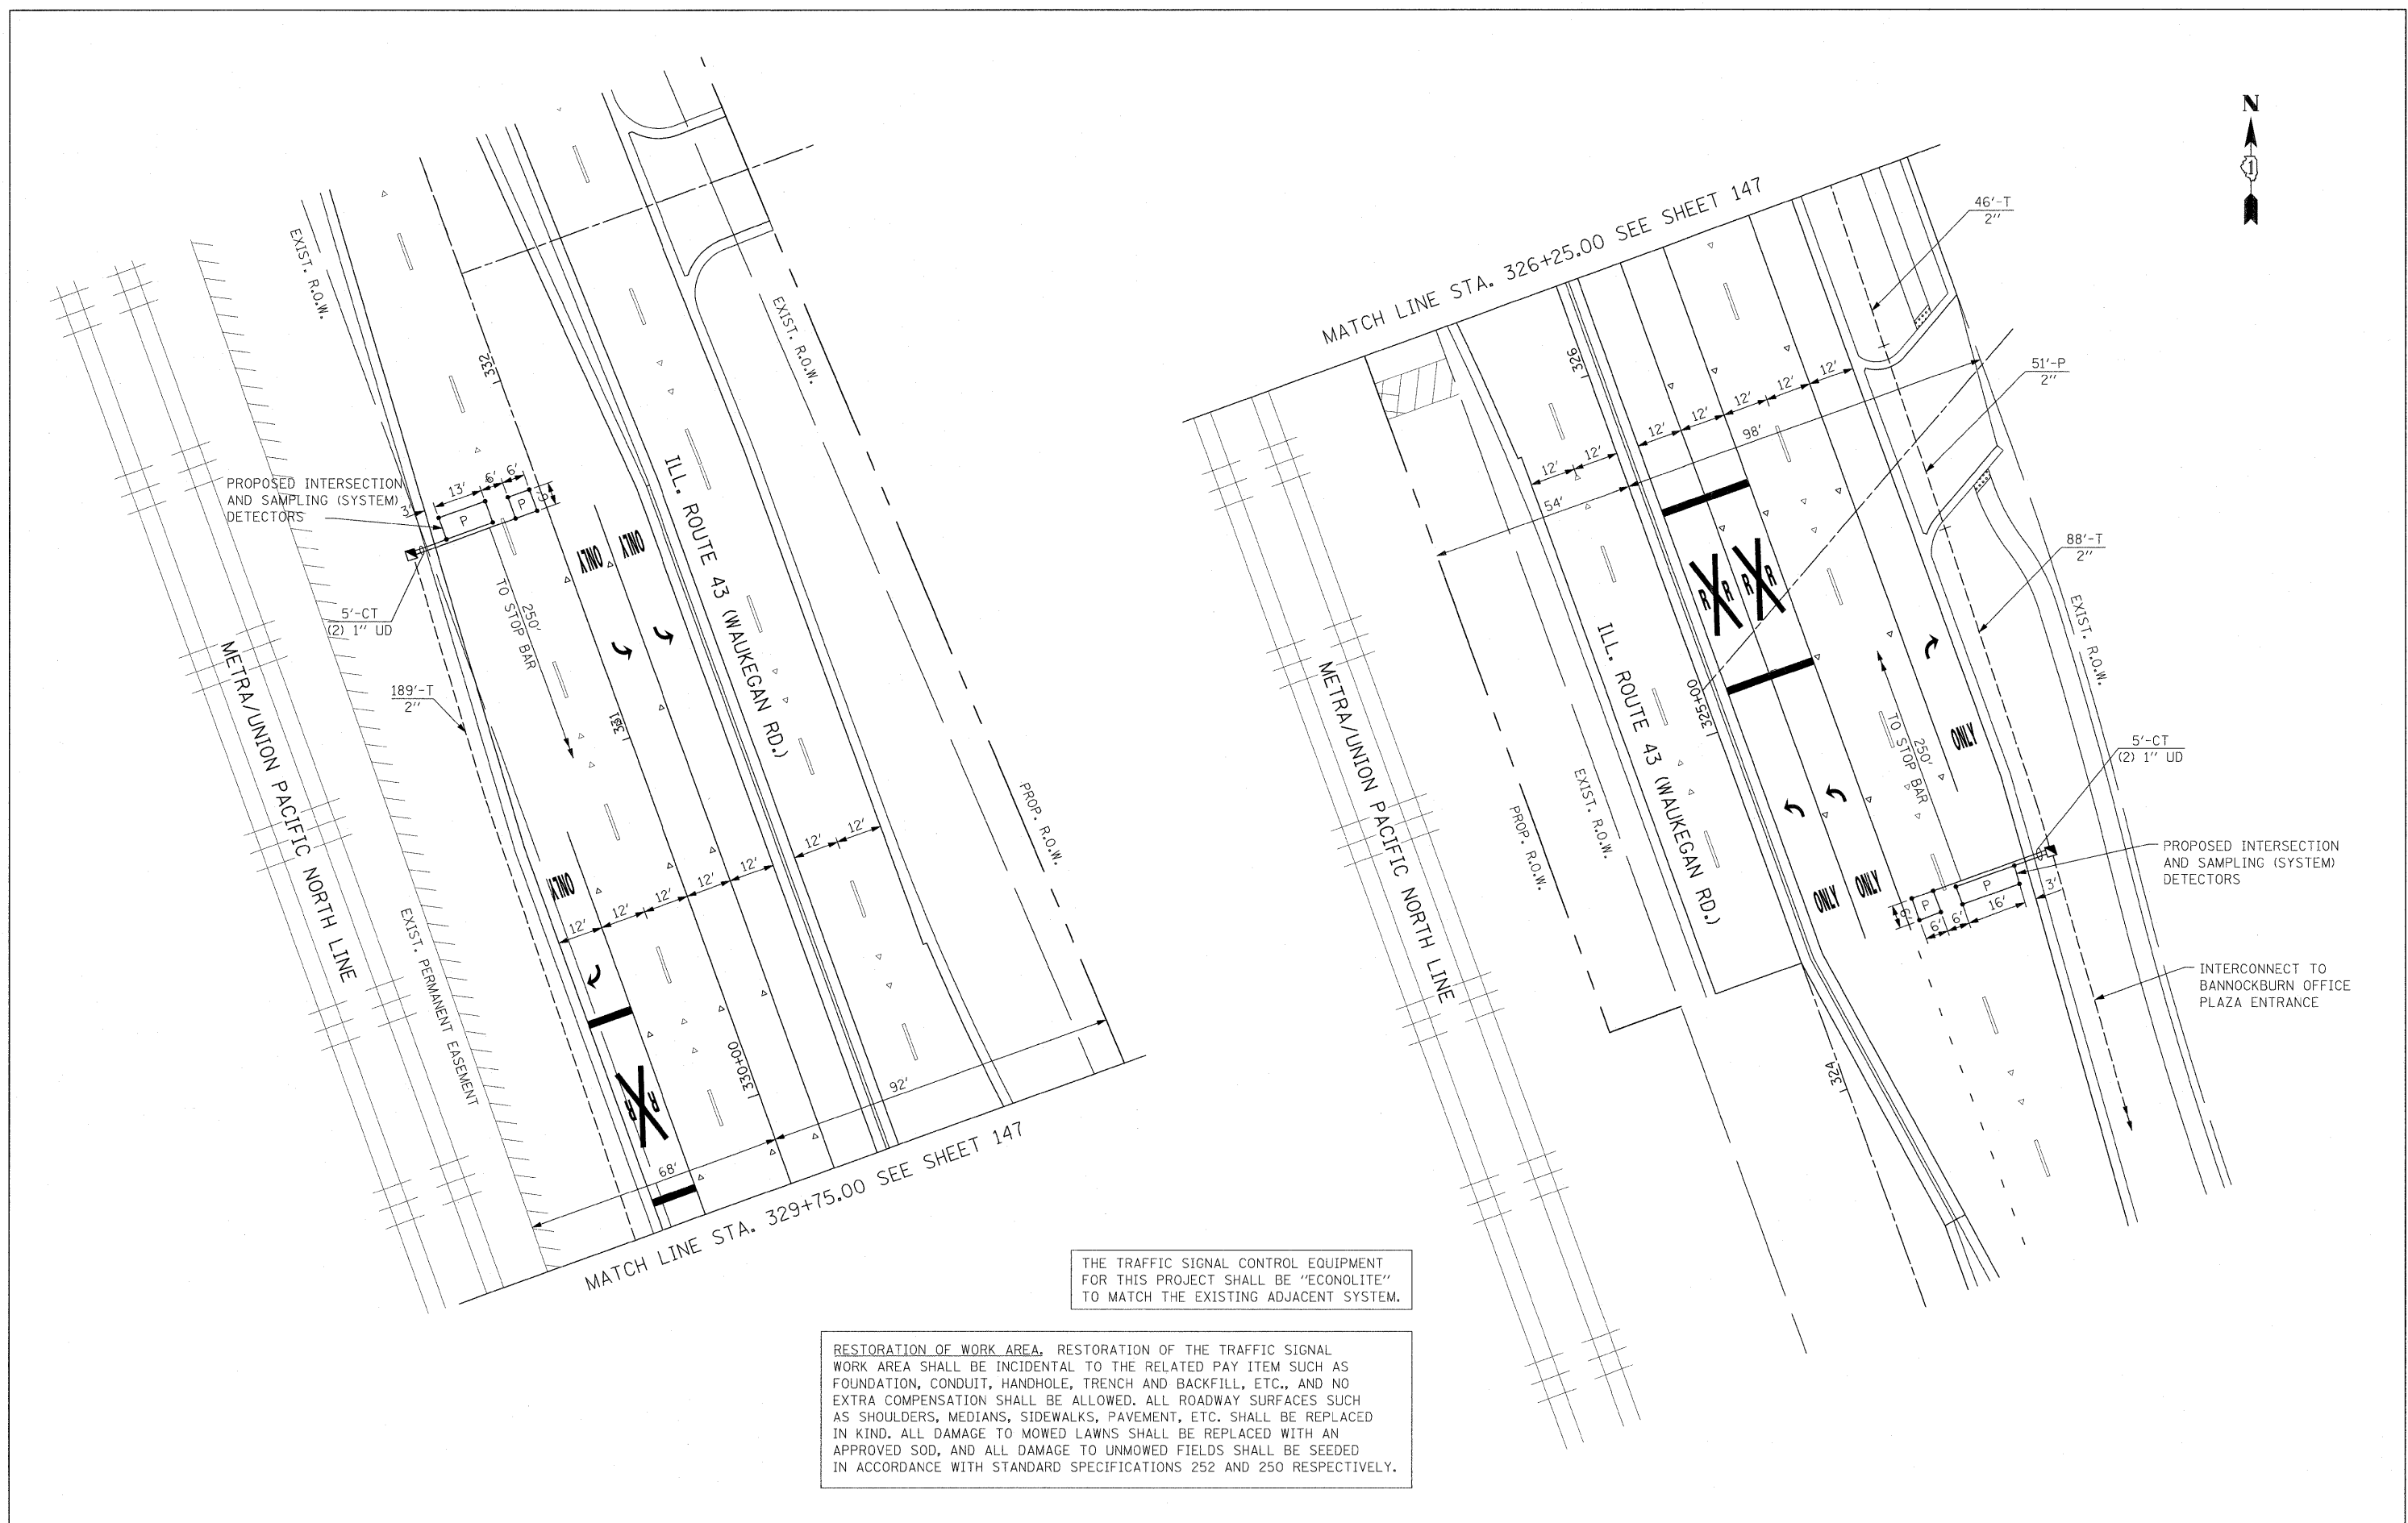 N
1
EXIST. R.O.W.
332
EXIST. R.O.W.
PROPOSED INTERSECTION
AND SAMPLING (SYSTEM)
DETECTORS
3'
13'
6'
6'
6'
P
P
5'-CT
(2) 1" UD
189'-T
2"
250'
TO STOP BAR
ONLY
ONLY
ILL. ROUTE 43 (WAUKEGAN RD.)
METRA/UNION PACIFIC NORTH LINE
331
12'
12'
PROP. R.O.W.
ONLY
12'
12'
12'
12'
12'
EXIST. PERMANENT EASEMENT
R
R
330+00
92'
68'
MATCH LINE STA. 329+75.00 SEE SHEET 147
MATCH LINE STA. 326+25.00 SEE SHEET 147
46'-T
2"
51'-P
2"
326
12'
12'
12'
12'
12'
12'
12'
98'
54'
88'-T
2"
R
R
R
R
EXIST. R.O.W.
ILL. ROUTE 43 (WAUKEGAN RD.)
METRA/UNION PACIFIC NORTH LINE
325+00
250'
TO STOP BAR
ONLY
5'-CT
(2) 1" UD
EXIST. R.O.W.
PROP. R.O.W.
PROPOSED INTERSECTION
AND SAMPLING (SYSTEM)
DETECTORS
ONLY
ONLY
P
P
6'
6'
6'
16'
3'
INTERCONNECT TO
BANNOCKBURN OFFICE
PLAZA ENTRANCE
324
THE TRAFFIC SIGNAL CONTROL EQUIPMENT
FOR THIS PROJECT SHALL BE "ECONOLITE"
TO MATCH THE EXISTING ADJACENT SYSTEM.
RESTORATION OF WORK AREA. RESTORATION OF THE TRAFFIC SIGNAL
WORK AREA SHALL BE INCIDENTAL TO THE RELATED PAY ITEM SUCH AS
FOUNDATION, CONDUIT, HANDHOLE, TRENCH AND BACKFILL, ETC., AND NO
EXTRA COMPENSATION SHALL BE ALLOWED. ALL ROADWAY SURFACES SUCH
AS SHOULDERS, MEDIANS, SIDEWALKS, PAVEMENT, ETC. SHALL BE REPLACED
IN KIND. ALL DAMAGE TO MOWED LAWNS SHALL BE REPLACED WITH AN
APPROVED SOD, AND ALL DAMAGE TO UNMOWED FIELDS SHALL BE SEEDED
IN ACCORDANCE WITH STANDARD SPECIFICATIONS 252 AND 250 RESPECTIVELY.